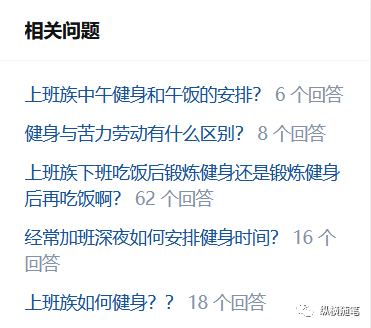 相关问题
上班族中午健身和午饭的安排？ 6 个回答
健身与苦力劳动有什么区别？ 8 个回答
上班族下班吃饭后锻炼健身还是锻炼健身
后再吃饭啊？ 62 个回答
经常加班深夜如何安排健身时间？ 16 个
回答
上班族如何健身？？ 18 个回答
纵横随笔